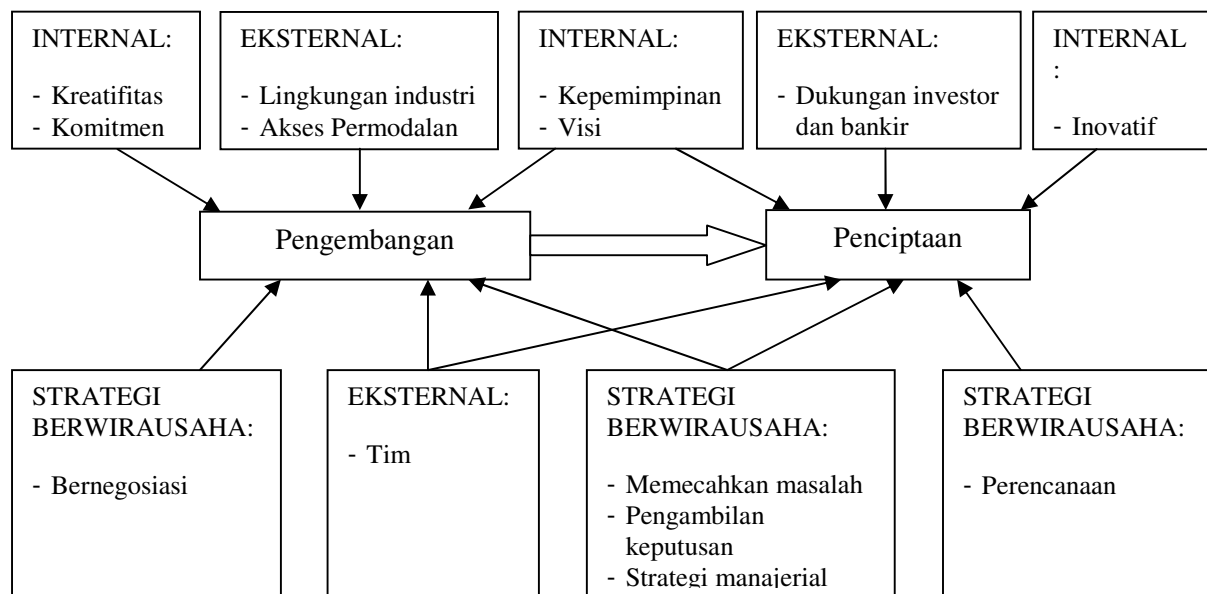 INTERNAL:
- Kreatifitas
- Komitmen
EKSTERNAL:
- Lingkungan industri
- Akses Permodalan
INTERNAL:
- Kepemimpinan
- Visi
EKSTERNAL:
- Dukungan investor
dan bankir
INTERNAL
:
- Inovatif
Pengembangan
Penciptaan
STRATEGI
BERWIRAUSAHA:
- Bernegosiasi
EKSTERNAL:
- Tim
STRATEGI
BERWIRAUSAHA:
- Memecahkan masalah
- Pengambilan
keputusan
- Strategi manajerial
STRATEGI
BERWIRAUSAHA:
- Perencanaan